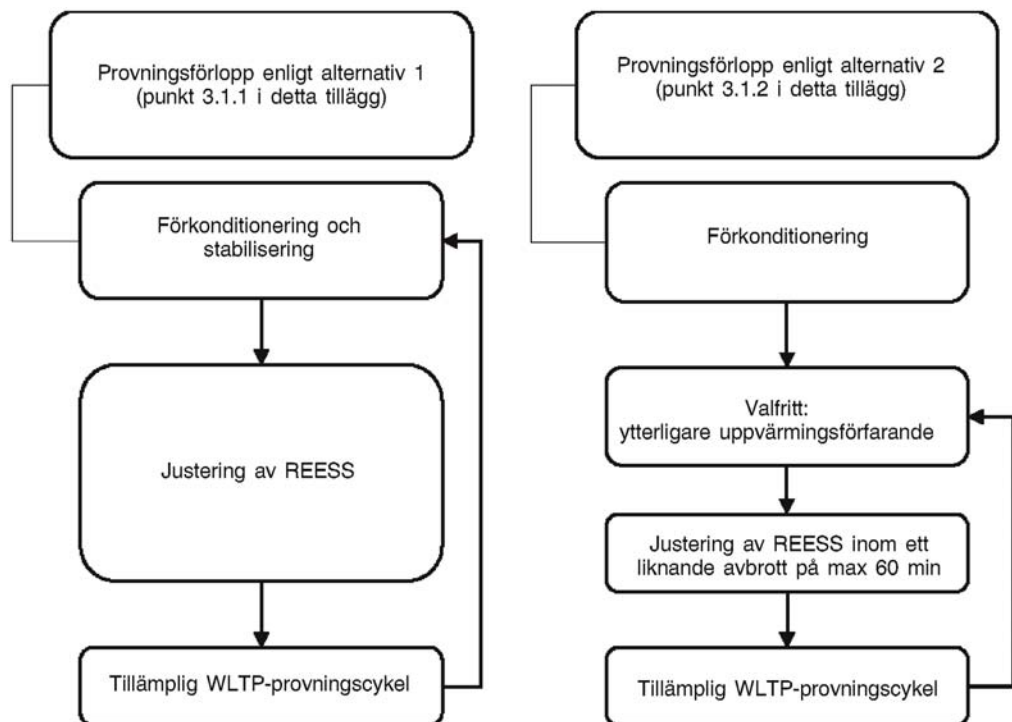 Provningsförlopp enligt alternativ 1
(punkt 3.1.1 i detta tillägg)
Förkonditionering och
stabilisering
Justering av REESS
Tillämplig WLTP-provningscykel
Provningsförlopp enligt alternativ 2
(punkt 3.1.2 i detta tillägg)
Förkonditionering
Valfritt:
ytterligare uppvärmingsförfarande
Justering av REESS inom ett
liknande avbrott på max 60 min
Tillämplig WLTP-provningscykel